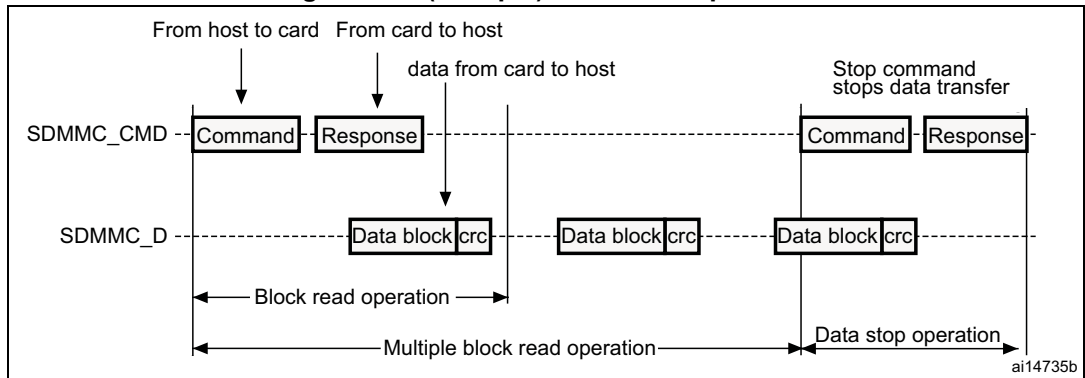 From host to card From card to host
data from card to host
Stop command
stops data transfer
SDMMC_CMD Command Response Command Response
SDMMC_D Data block crc Data block crc Data block crc
Block read operation
Data stop operation
Multiple block read operation
ai14735b